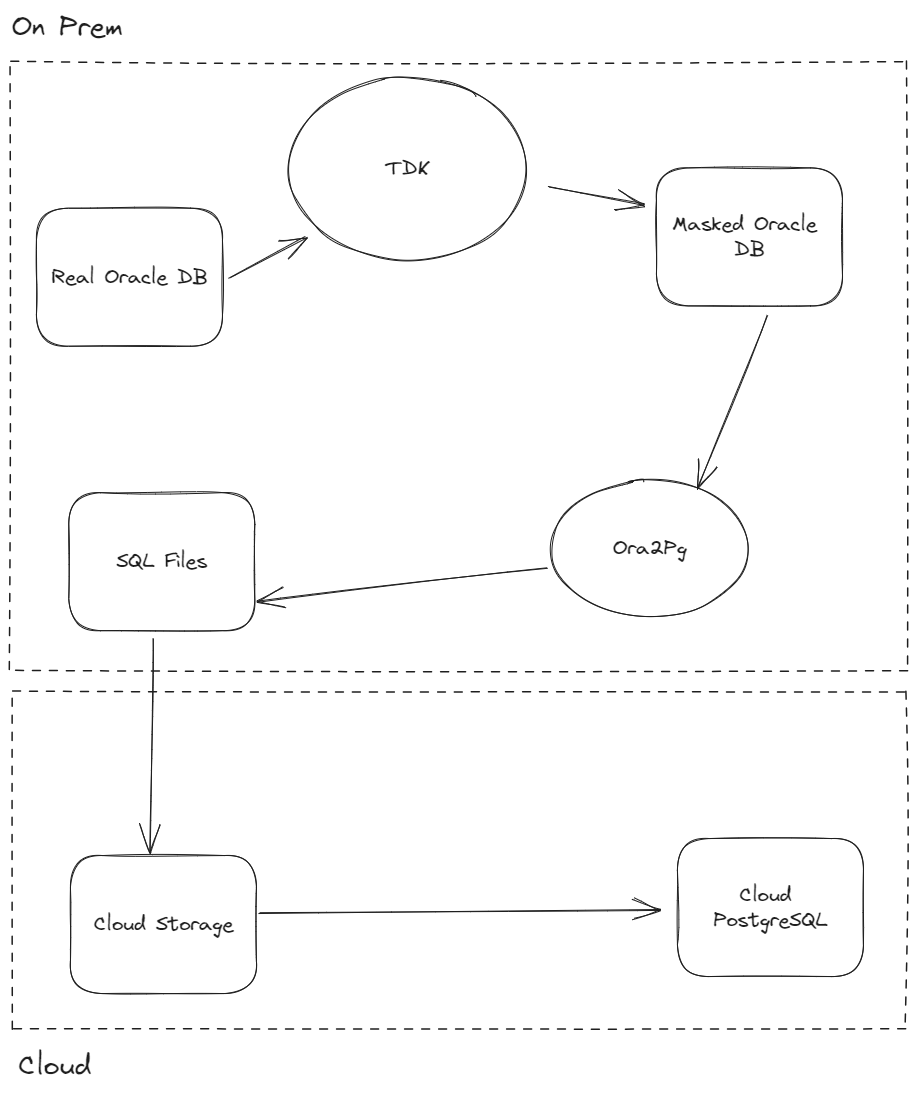 On Prem
TDK
Real Oracle DB
Masked Oracle
DB
SQL Files
Ora2Pg
Cloud Storage
Cloud
PostgreSQL
Cloud